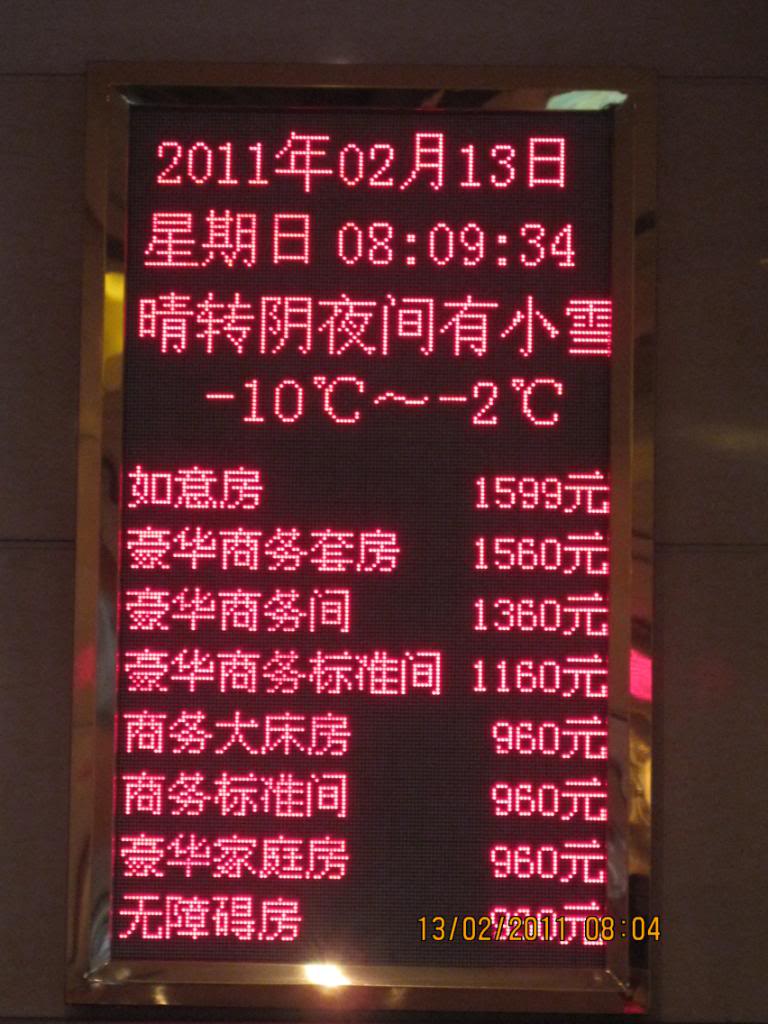 2011年02月13日
星期日 08:09:34
晴转阴夜间有小雪
-10℃～-2℃
如意房 1599元
豪华商务套房 1560元
豪华商务间 1360元
豪华商务标准间 1160元
商务大床房 960元
商务标准间 960元
豪华家庭房 960元
无障碍房 元
13/02/2011 08:04